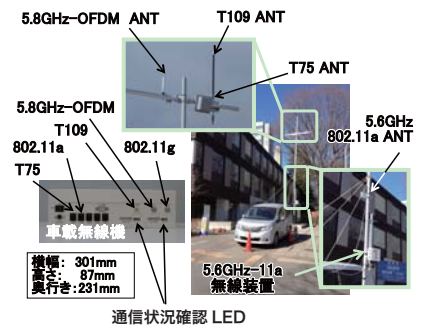 5.8GHz-OFDM ANT
T109 ANT
T75 ANT
5.8GHz-OFDM
T109
802.11a
T75
802.11g
5.6GHz
802.11a ANT
車載無線機
横幅: 301mm
高さ: 87mm
奥行き:231mm
5.6GHz-11a
無線装置
通信状況確認 LED